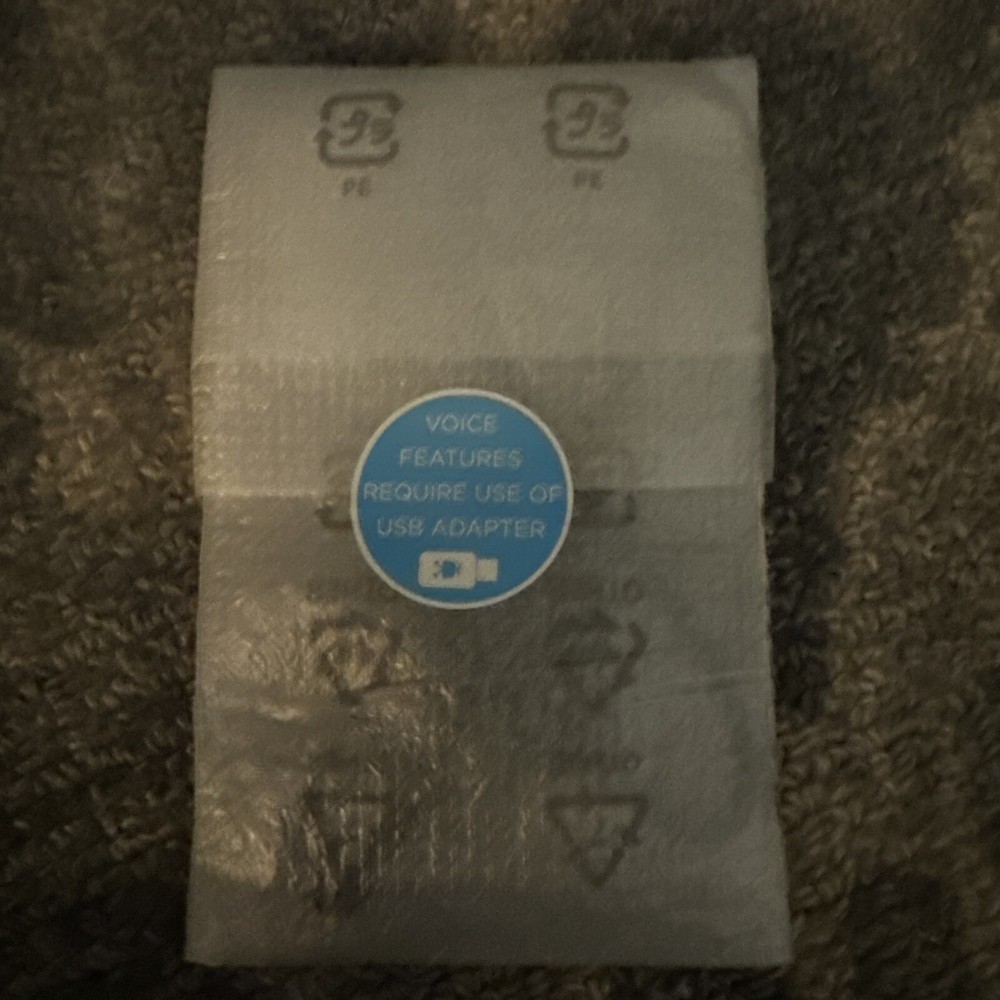 PE PE
VOICE
FEATURES
REQUIRE USE OF
USB ADAPTER